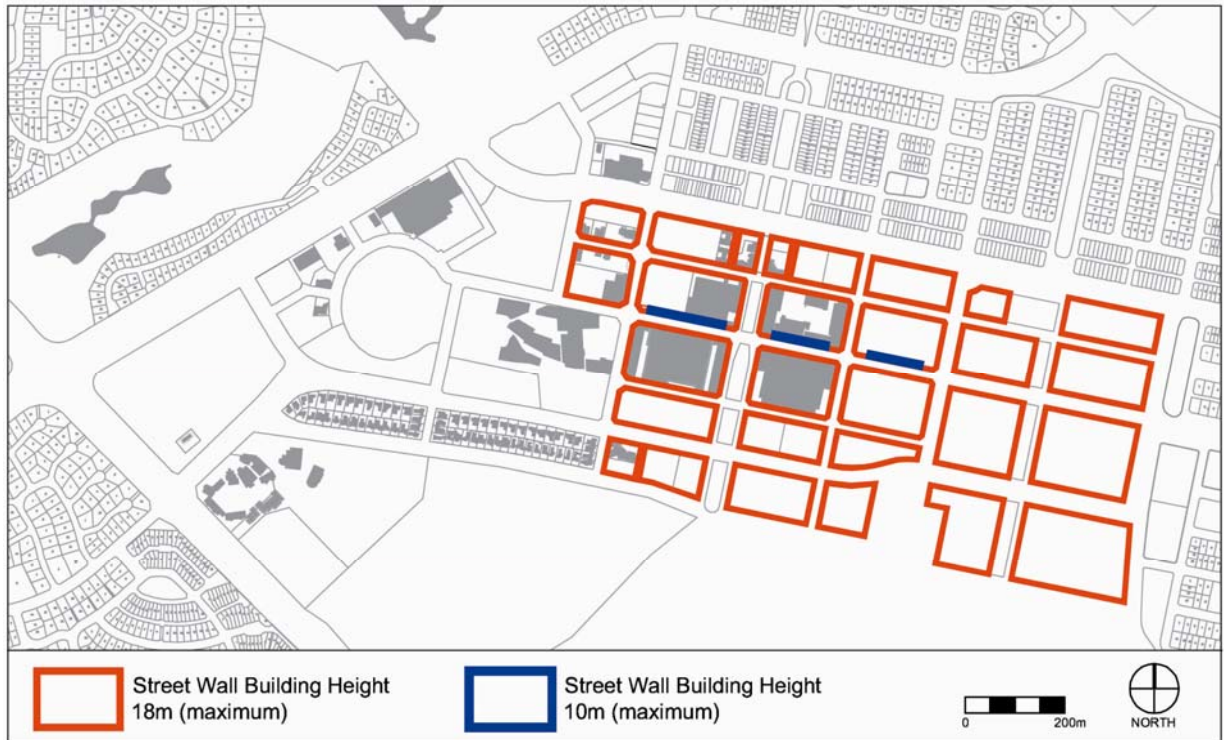 Street Wall Building Height
18m (maximum)
Street Wall Building Height
10m (maximum)
0 200m
NORTH